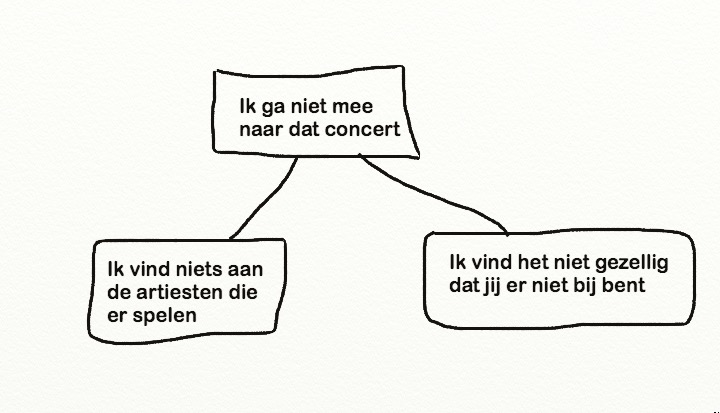 Ik ga niet mee
naar dat concert
Ik vind niets aan
de artiesten die
er spelen
Ik vind het niet gezellig
dat jij er niet bij bent